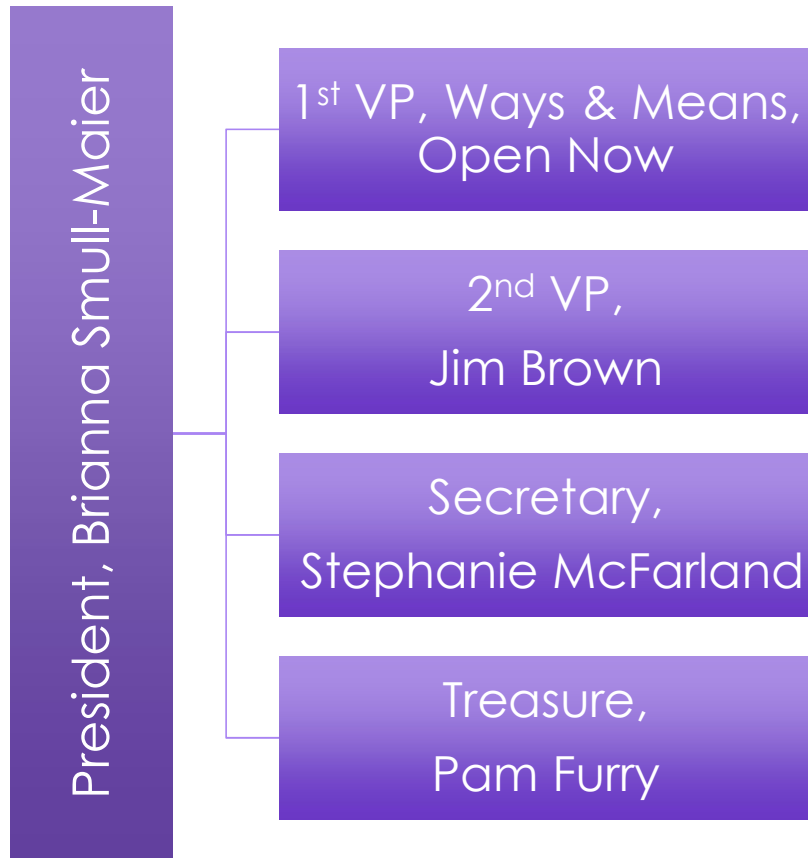 President, Brianna Smull-Maier
1st VP, Ways & Means,
Open Now
2nd VP,
Jim Brown
Secretary,
Stephanie McFarland
Treasure,
Pam Furry